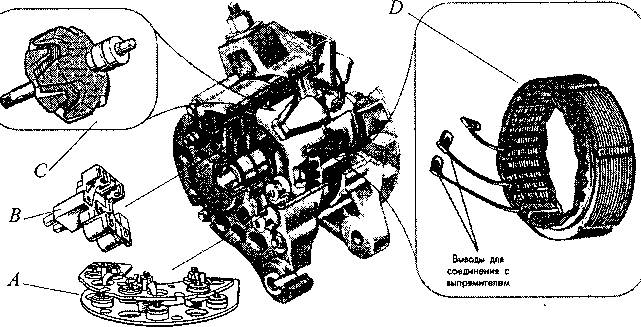 D
C
B
A
Выводы для
соединения с
выпрямителем